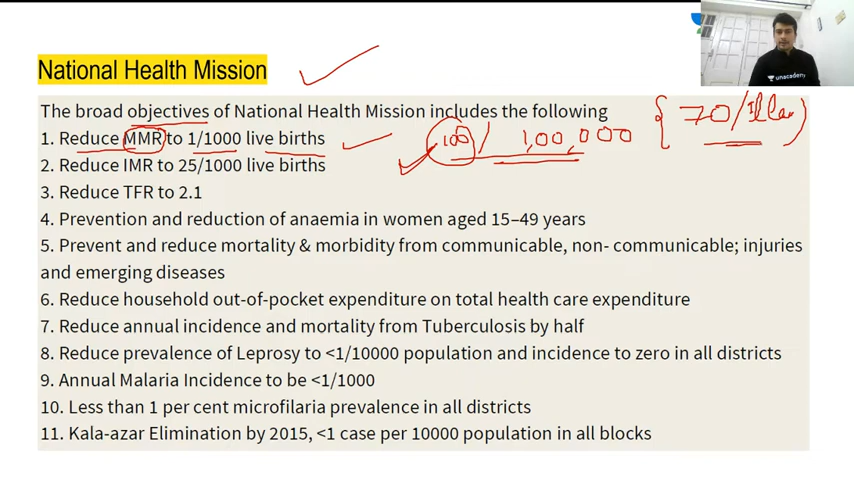 unacademy
National Health Mission
The broad objectives of National Health Mission includes the following
70/
1. Reduce MMR to 1/1000 live births
100 / 1,00,000
2. Reduce IMR to 25/1000 live births
3. Reduce TFR to 2.1
4. Prevention and reduction of anaemia in women aged 15–49 years
5. Prevent and reduce mortality & morbidity from communicable, non- communicable; injuries
and emerging diseases
6. Reduce household out-of-pocket expenditure on total health care expenditure
7. Reduce annual incidence and mortality from Tuberculosis by half
8. Reduce prevalence of Leprosy to <1/10000 population and incidence to zero in all districts
9. Annual Malaria Incidence to be <1/1000
10. Less than 1 per cent microfilaria prevalence in all districts
11. Kala-azar Elimination by 2015, <1 case per 10000 population in all blocks